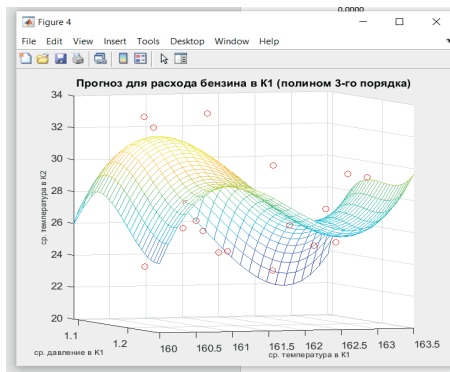 0.0000
Figure 4
File Edit View Insert Tools Desktop Window Help
Прогноз для расхода бензина в К1 (полином 3-го порядка)
34
32
30
28
26
24
22
20
ср. температура в К2
1.1
1.2
ср. давление в К1
160 160.5 161 161.5 162 162.5 163 163.5
ср. температура в К1